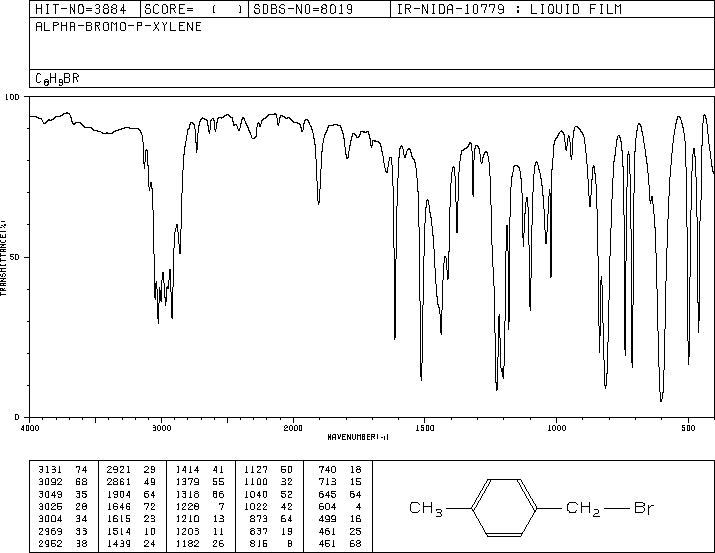 HIT-NO=3884 SCORE= ( ) SDBS-NO=8019 IR-NIDA-10779 : LIQUID FILM
ALPHA-BROMO-P-XYLENE
C8H9BR
100
50
0
TRANSMITTANCE(%)
4000 3000 2000 1500 1000 500
WAVENUMBER(-1)
3131 74 2921 29 1414 41 1127 50 740 18
3092 68 2861 49 1379 55 1100 32 713 15
3049 35 1904 64 1318 66 1040 52 645 64
3025 28 1646 72 1228 7 1022 42 604 4
3004 34 1615 23 1210 13 873 64 499 16
2969 33 1514 10 1203 11 837 19 461 25
2952 38 1439 24 1182 26 816 8 451 68
CH3 CH2 Br